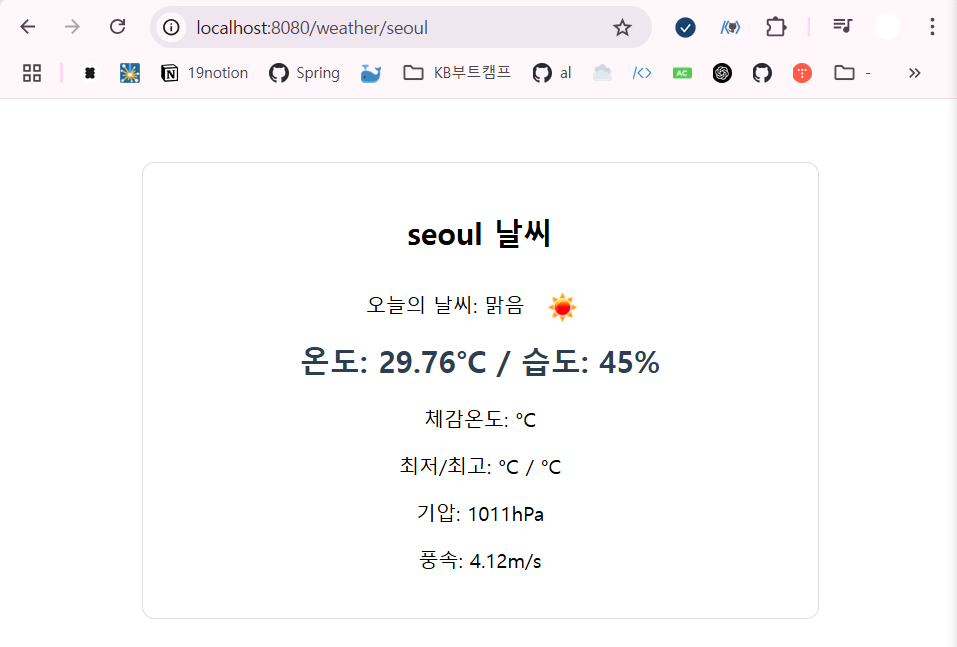 localhost:8080/weather/seoul
19notion Spring KB부트캠프 al AC -
seoul 날씨
오늘의 날씨: 맑음
온도: 29.76°C / 습도: 45%
체감온도: °C
최저/최고: °C / °C
기압: 1011hPa
풍속: 4.12m/s